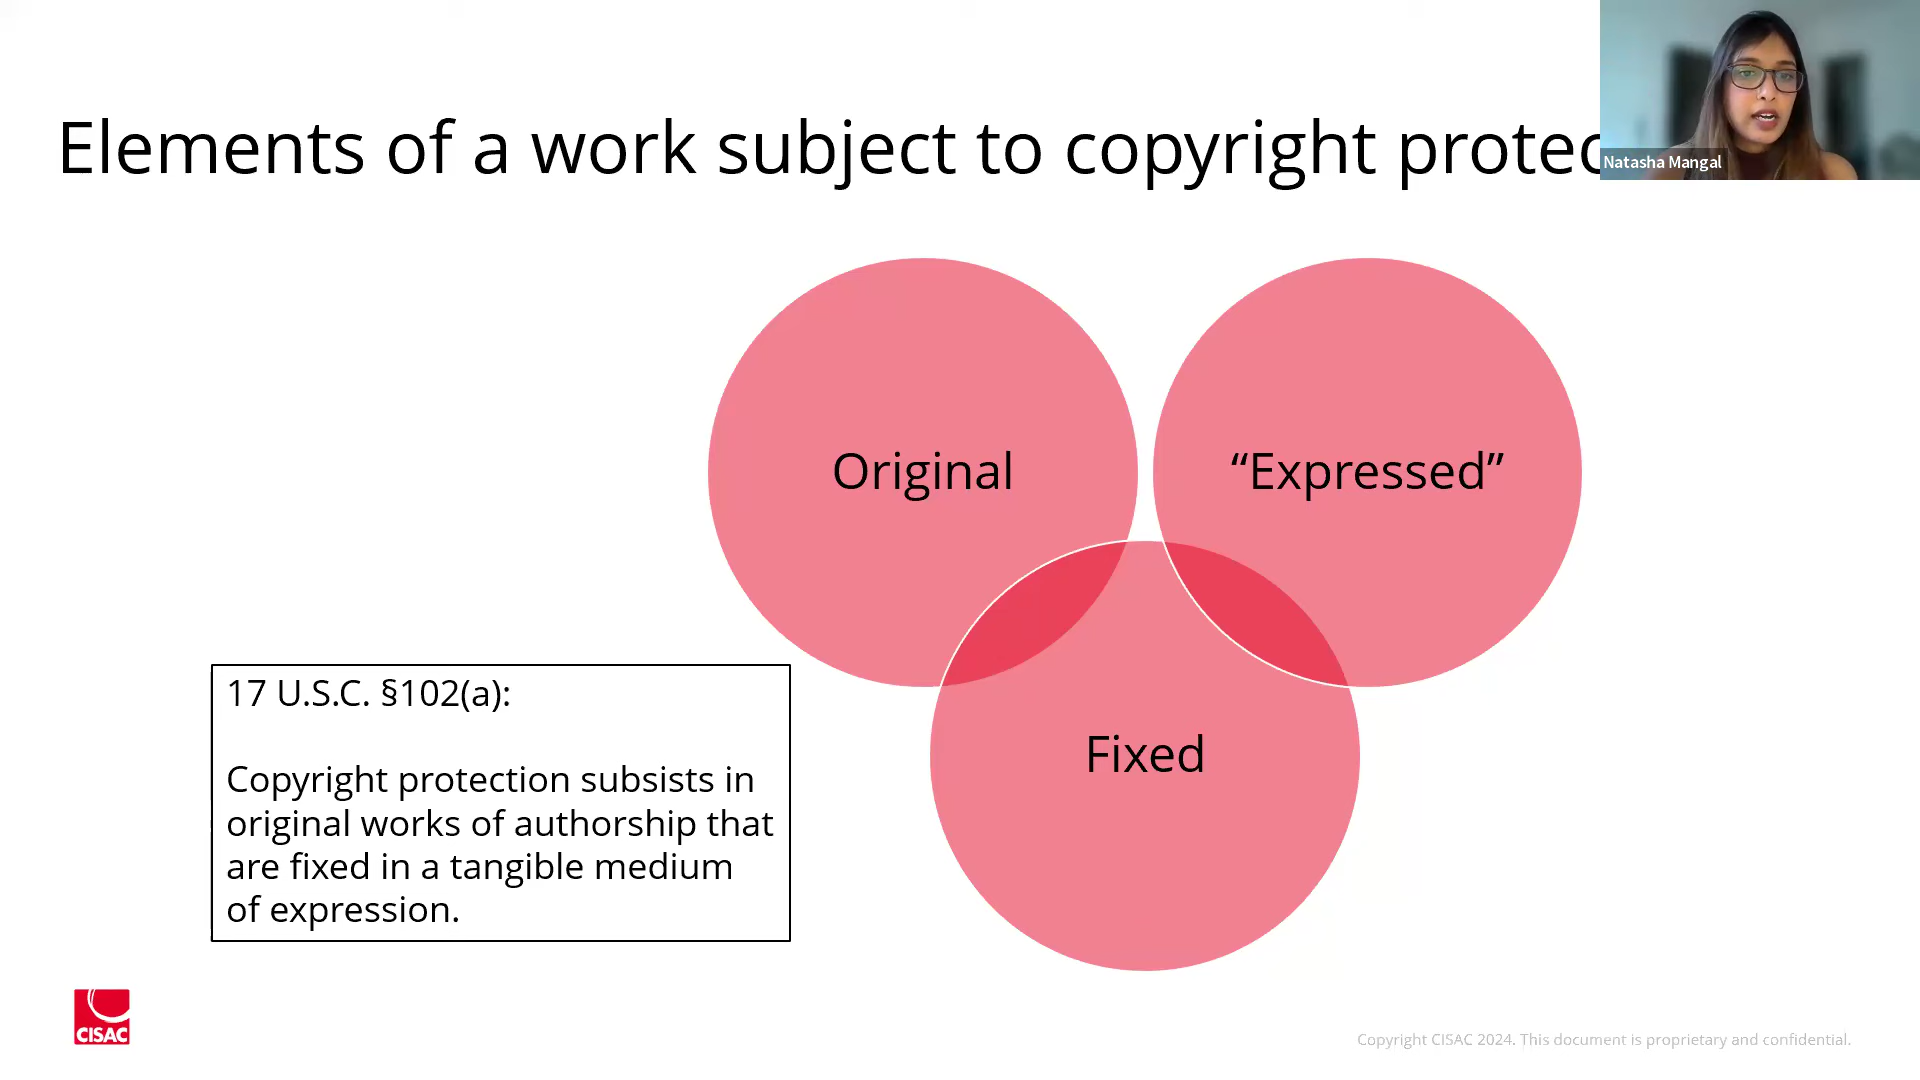 Elements of a work subject to copyright protec
Natasha Mangal
Original
“Expressed”
Fixed
17 U.S.C. §102(a):
Copyright protection subsists in
original works of authorship that
are fixed in a tangible medium
of expression.
CISAC
Copyright CISAC 2024. This document is proprietary and confidential.